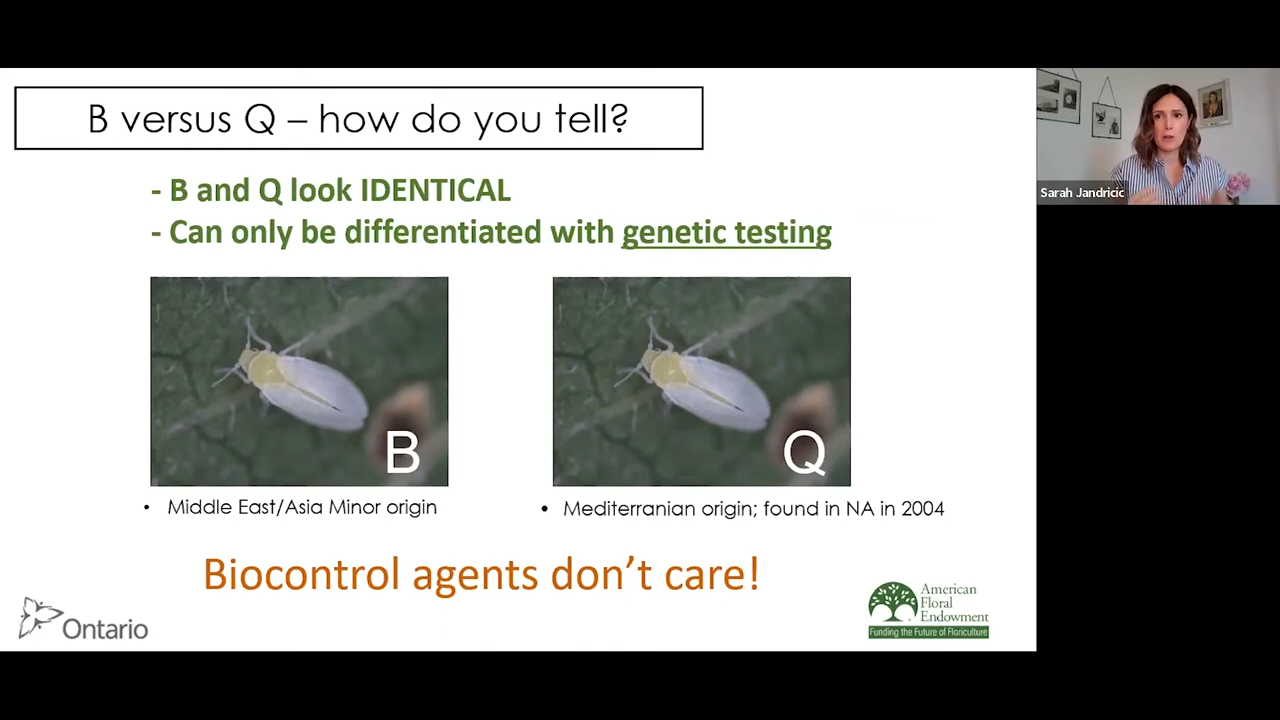 B versus Q – how do you tell?
- B and Q look IDENTICAL
- Can only be differentiated with genetic testing
B
Q
• Middle East/Asia Minor origin
• Mediterranian origin; found in NA in 2004
Biocontrol agents don't care!
Ontario
American
Floral
Endowment
Funding the Future of Floriculture
Sarah Jandricic